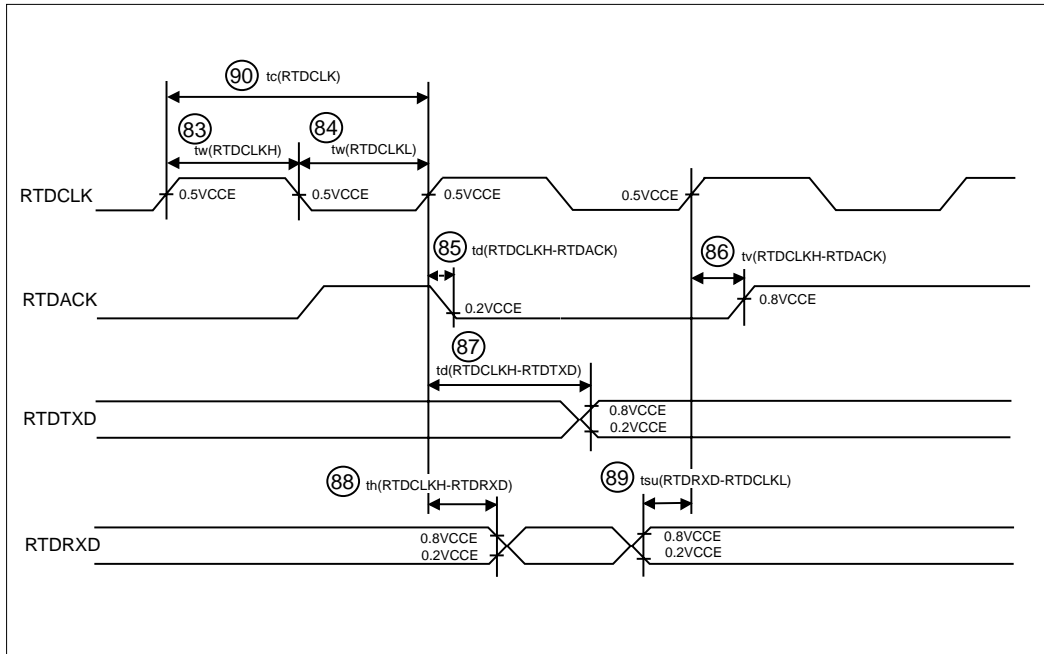 90 tc(RTDCLK)
83 84
tw(RTDCLKH) tw(RTDCLKL)
RTDCLK 0.5VCCE 0.5VCCE 0.5VCCE 0.5VCCE
85 td(RTDCLKH-RTDACK) 86 tv(RTDCLKH-RTDACK)
RTDACK 0.2VCCE 0.8VCCE
87
td(RTDCLKH-RTDTXD)
RTDTXD 0.8VCCE
0.2VCCE
88 th(RTDCLKH-RTDRXD) 89 tsu(RTDRXD-RTDCLKL)
RTDRXD 0.8VCCE 0.8VCCE
0.2VCCE 0.2VCCE